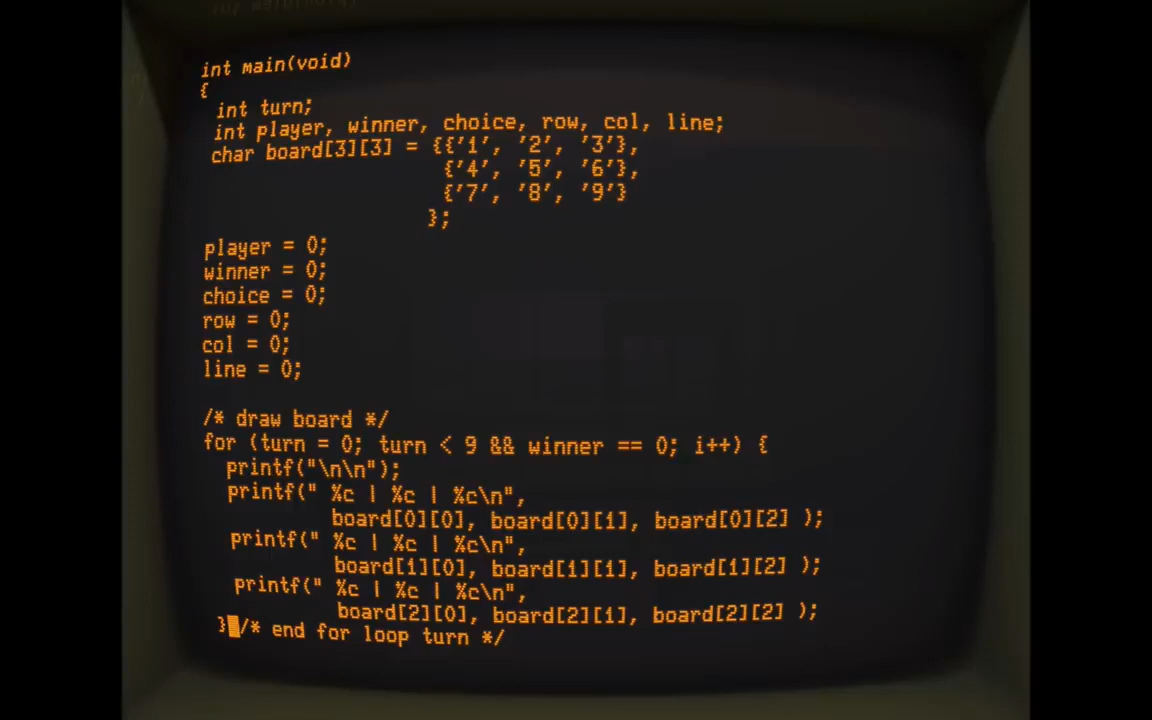 int main(void)
{
int turn;
int player, winner, choice, row, col, line;
char board[3][3] = {{'1', '2', '3'},
{'4', '5', '6'},
{'7', '8', '9'}
};
player = 0;
winner = 0;
choice = 0;
row = 0;
col = 0;
line = 0;
/* draw board */
for (turn = 0; turn < 9 && winner == 0; i++) {
printf("\n\n");
printf(" %c | %c | %c\n",
board[0][0], board[0][1], board[0][2] );
printf(" %c | %c | %c\n",
board[1][0], board[1][1], board[1][2] );
printf(" %c | %c | %c\n",
board[2][0], board[2][1], board[2][2] );
} /* end for loop turn */